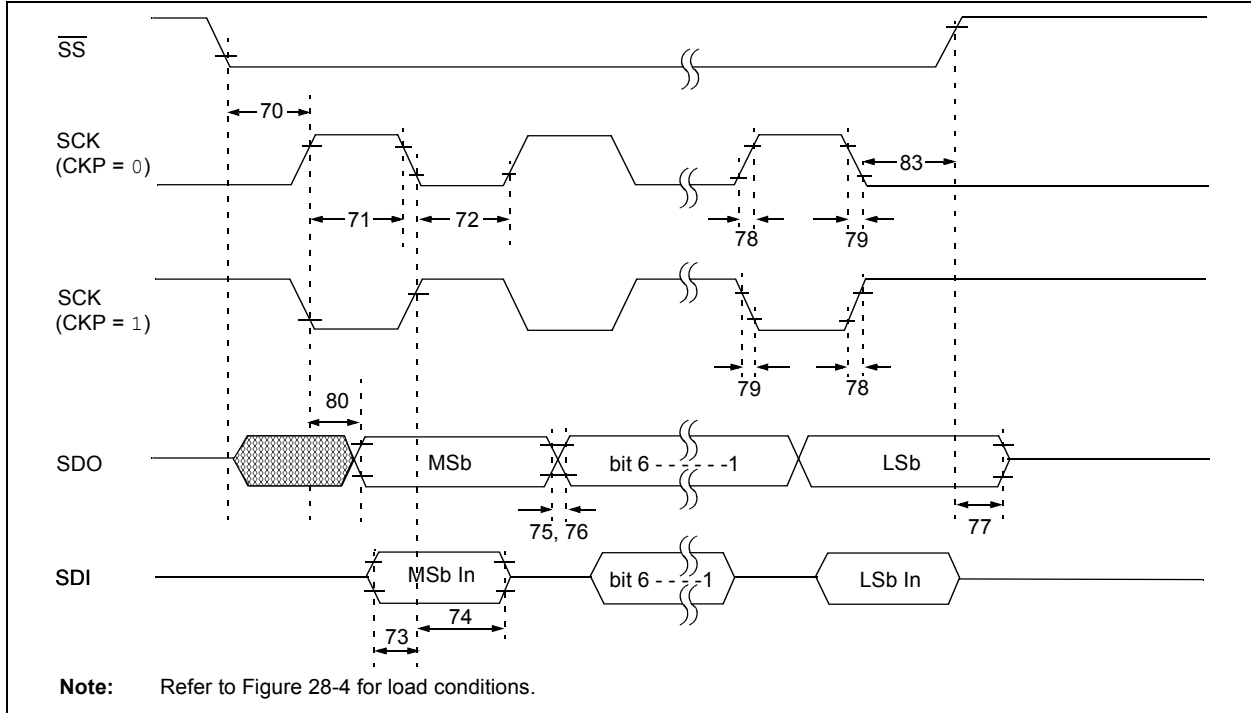 SS
70
SCK
(CKP = 0)
83
71
72
78
79
SCK
(CKP = 1)
79
78
80
SDO
MSb
bit 6 - - - - - -1
LSb
75, 76
77
SDI
MSb In
bit 6 - - - -1
LSb In
74
73
Note: Refer to Figure 28-4 for load conditions.